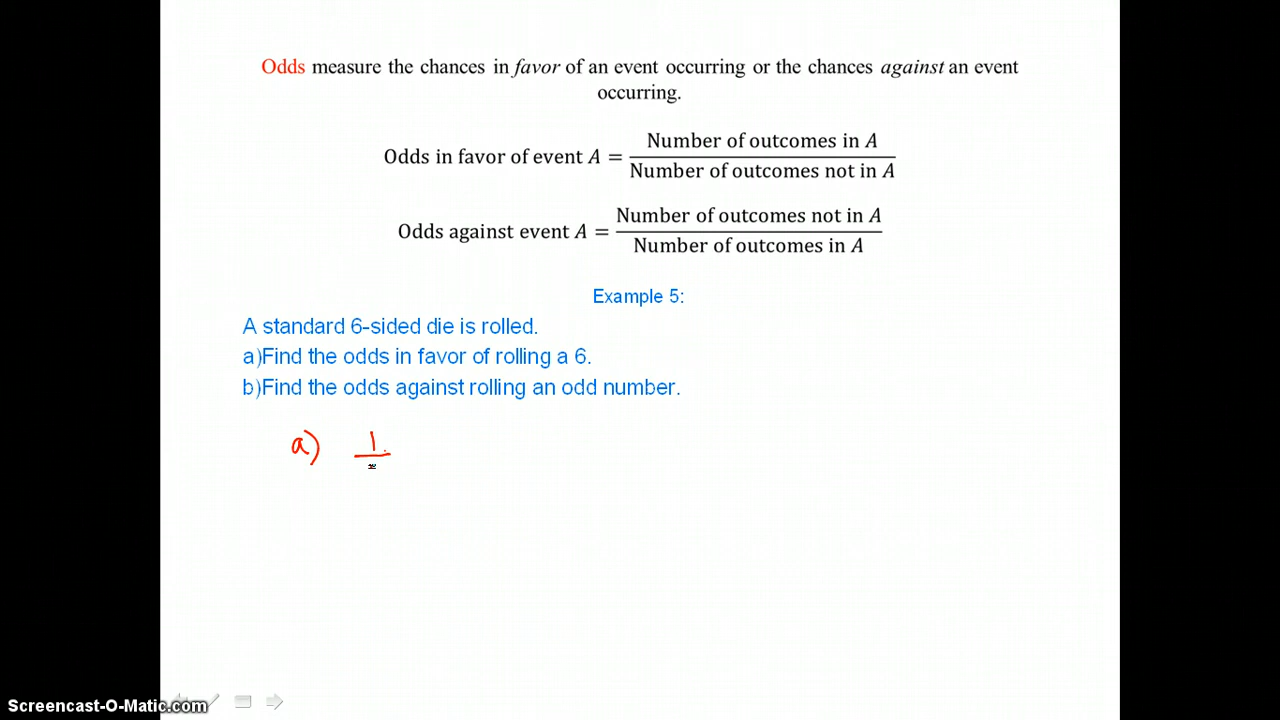 Odds measure the chances in favor of an event occurring or the chances against an event
occurring.
Odds in favor of event A = Number of outcomes in A / Number of outcomes not in A
Odds against event A = Number of outcomes not in A / Number of outcomes in A
Example 5:
A standard 6-sided die is rolled.
a)Find the odds in favor of rolling a 6.
b)Find the odds against rolling an odd number.
a) 1
Screencast-O-Matic.com